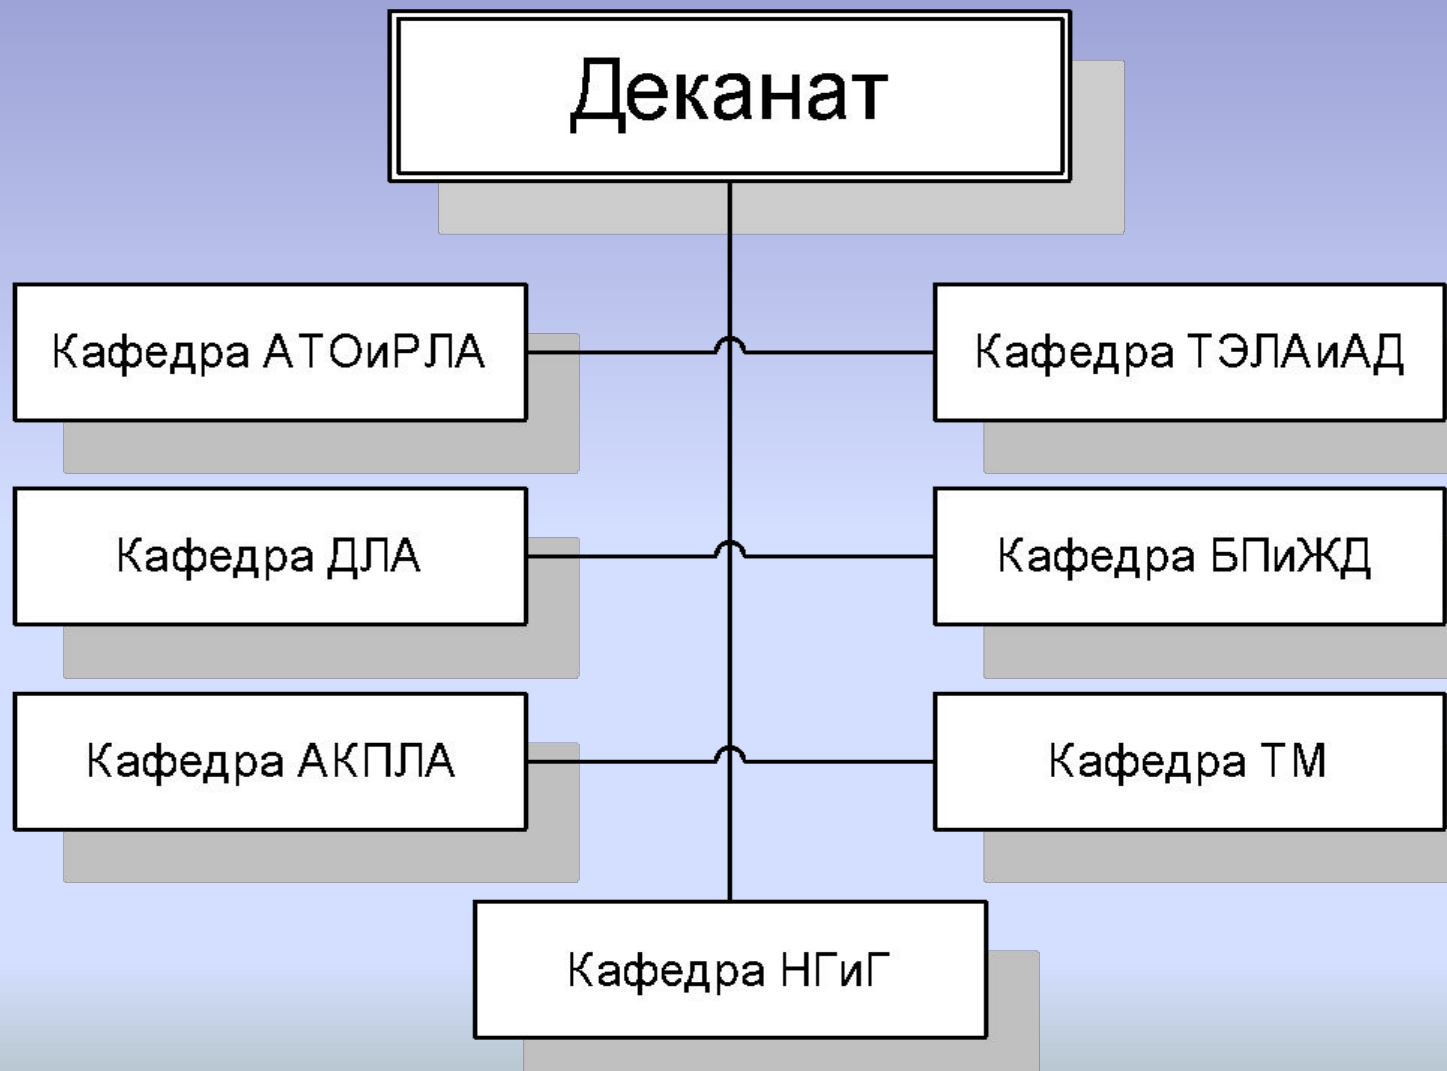 Деканат
Кафедра АТОиРЛА
Кафедра ТЭЛАиАД
Кафедра ДЛА
Кафедра БПиЖД
Кафедра АКПЛА
Кафедра ТМ
Кафедра НГиГ